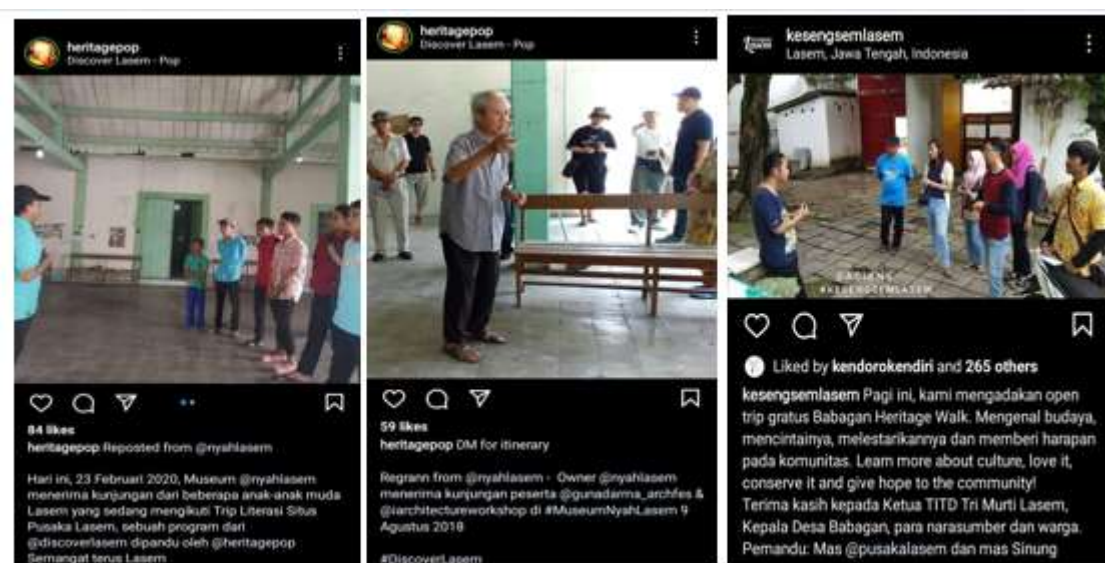 heritagepop
Discover Lasem - Pop
84 likes
heritagepop Reposted from @nyahlasem
Hari ini, 23 Februari 2020, Museum @nyahlasem
menerima kunjungan dari beberapa anak-anak muda
Lasem yang sedang mengikuti Trip Literasi Situs
Pusaka Lasem, sebuah program dari
@discoverlasem dipandu oleh @heritagepop
Semangat terus Lasem
heritagepop
Discover Lasem - Pop
59 likes
heritagepop DM for itinerary
Regrann from @nyahlasem - Owner @nyahlasem
menerima kunjungan peserta @gunadarma_archfes &
@iarchitectureworkshop di #MuseumNyahLasem 9
Agustus 2018
#DiscoverLasem
kesengsemlasem
Lasem, Jawa Tengah, Indonesia
#KESENGSEMLASEM
Liked by kendorokendiri and 265 others
kesengsemlasem Pagi ini, kami mengadakan open
trip gratus Babagan Heritage Walk. Mengenal budaya,
mencintainya, melestarikannya dan memberi harapan
pada komunitas. Learn more about culture, love it,
conserve it and give hope to the community!
Terima kasih kepada Ketua TITD Tri Murti Lasem,
Kepala Desa Babagan, para narasumber dan warga.
Pemandu: Mas @pusakalasem dan mas Sinung